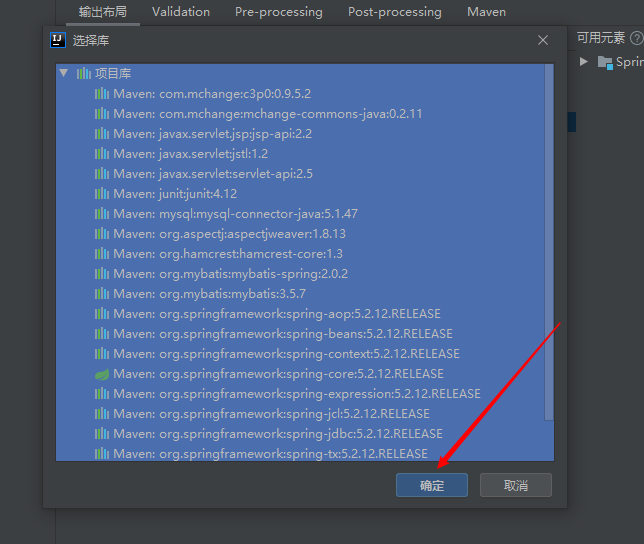 输出布局 Validation Pre-processing Post-processing Maven
IJ 选择库
可用元素 ?
项目库
Maven: com.mchange:c3p0:0.9.5.2
Maven: com.mchange:mchange-commons-java:0.2.11
Maven: javax.servlet.jsp:jsp-api:2.2
Maven: javax.servlet:jstl:1.2
Maven: javax.servlet:servlet-api:2.5
Maven: junit:junit:4.12
Maven: mysql:mysql-connector-java:5.1.47
Maven: org.aspectj:aspectjweaver:1.8.13
Maven: org.hamcrest:hamcrest-core:1.3
Maven: org.mybatis:mybatis-spring:2.0.2
Maven: org.mybatis:mybatis:3.5.7
Maven: org.springframework:spring-aop:5.2.12.RELEASE
Maven: org.springframework:spring-beans:5.2.12.RELEASE
Maven: org.springframework:spring-context:5.2.12.RELEASE
Maven: org.springframework:spring-core:5.2.12.RELEASE
Maven: org.springframework:spring-expression:5.2.12.RELEASE
Maven: org.springframework:spring-jcl:5.2.12.RELEASE
Maven: org.springframework:spring-jdbc:5.2.12.RELEASE
Maven: org.springframework:spring-tx:5.2.12.RELEASE
确定 取消